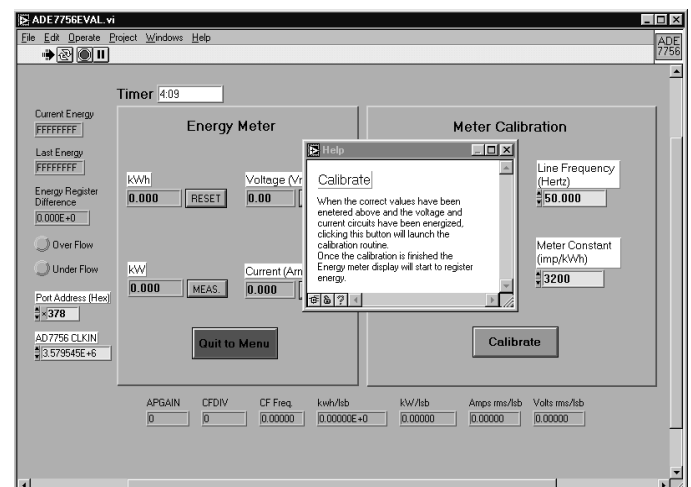 ADE7756EVAL.vi
File Edit Operate Project Windows Help
ADE
7756
Timer 4:09
Current Energy
FFFFFFFF
Last Energy
FFFFFFFF
Energy Register
Difference
0.000E+0
Over Flow
Under Flow
Port Address (Hex)
×378
AD7756 CLKIN
3.579545E+6
Energy Meter
kWh
0.000 RESET
Voltage (Vr
0.00
kW
0.000 MEAS.
Current (Arn
0.000
Quit to Menu
Help
Calibrate
When the correct values have been
enetered above and the voltage and
current circuits have been energized,
clicking this button will launch the
calibration routine.
Once the calibration is finished the
Energy meter display will start to register
energy.
Meter Calibration
Line Frequency
(Hertz)
50.000
Meter Constant
(imp/kWh)
3200
Calibrate
APGAIN CFDIV CF Freq. kwh/lsb kW/lsb Amps rms/lsb Volts rms/lsb
0 0 0.00000 0.00000E+0 0.00000 0.00000 0.00000